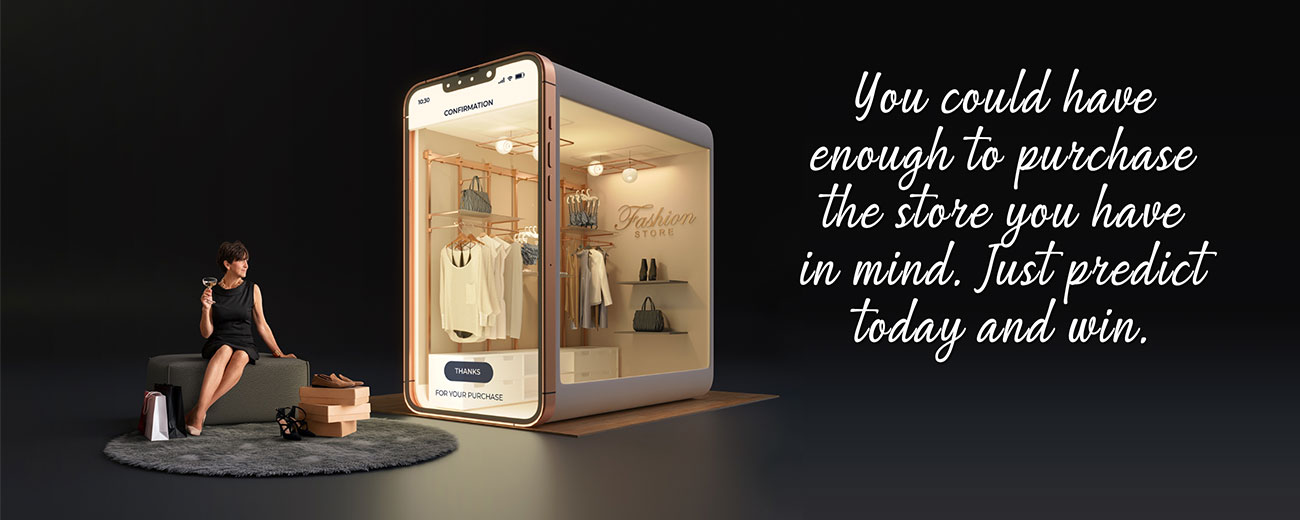 10:30
CONFIRMATION
Fashion
STORE
THANKS
FOR YOUR PURCHASE
You could have
enough to purchase
the store you have
in mind. Just predict
today and win.